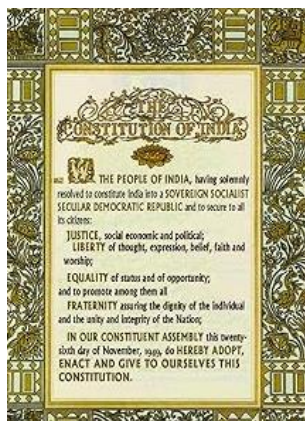 THE
CONSTITUTION OF INDIA
WE, THE PEOPLE OF INDIA, having solemnly
resolved to constitute India into a SOVEREIGN SOCIALIST
SECULAR DEMOCRATIC REPUBLIC and to secure to all
its citizens:
JUSTICE, social economic and political;
LIBERTY of thought, expression, belief, faith and
worship;
EQUALITY of status and of opportunity;
and to promote among them all
FRATERNITY assuring the dignity of the individual
and the unity and integrity of the Nation;
IN OUR CONSTITUENT ASSEMBLY this twenty-
sixth day of November, 1949, do HEREBY ADOPT,
ENACT AND GIVE TO OURSELVES THIS
CONSTITUTION.